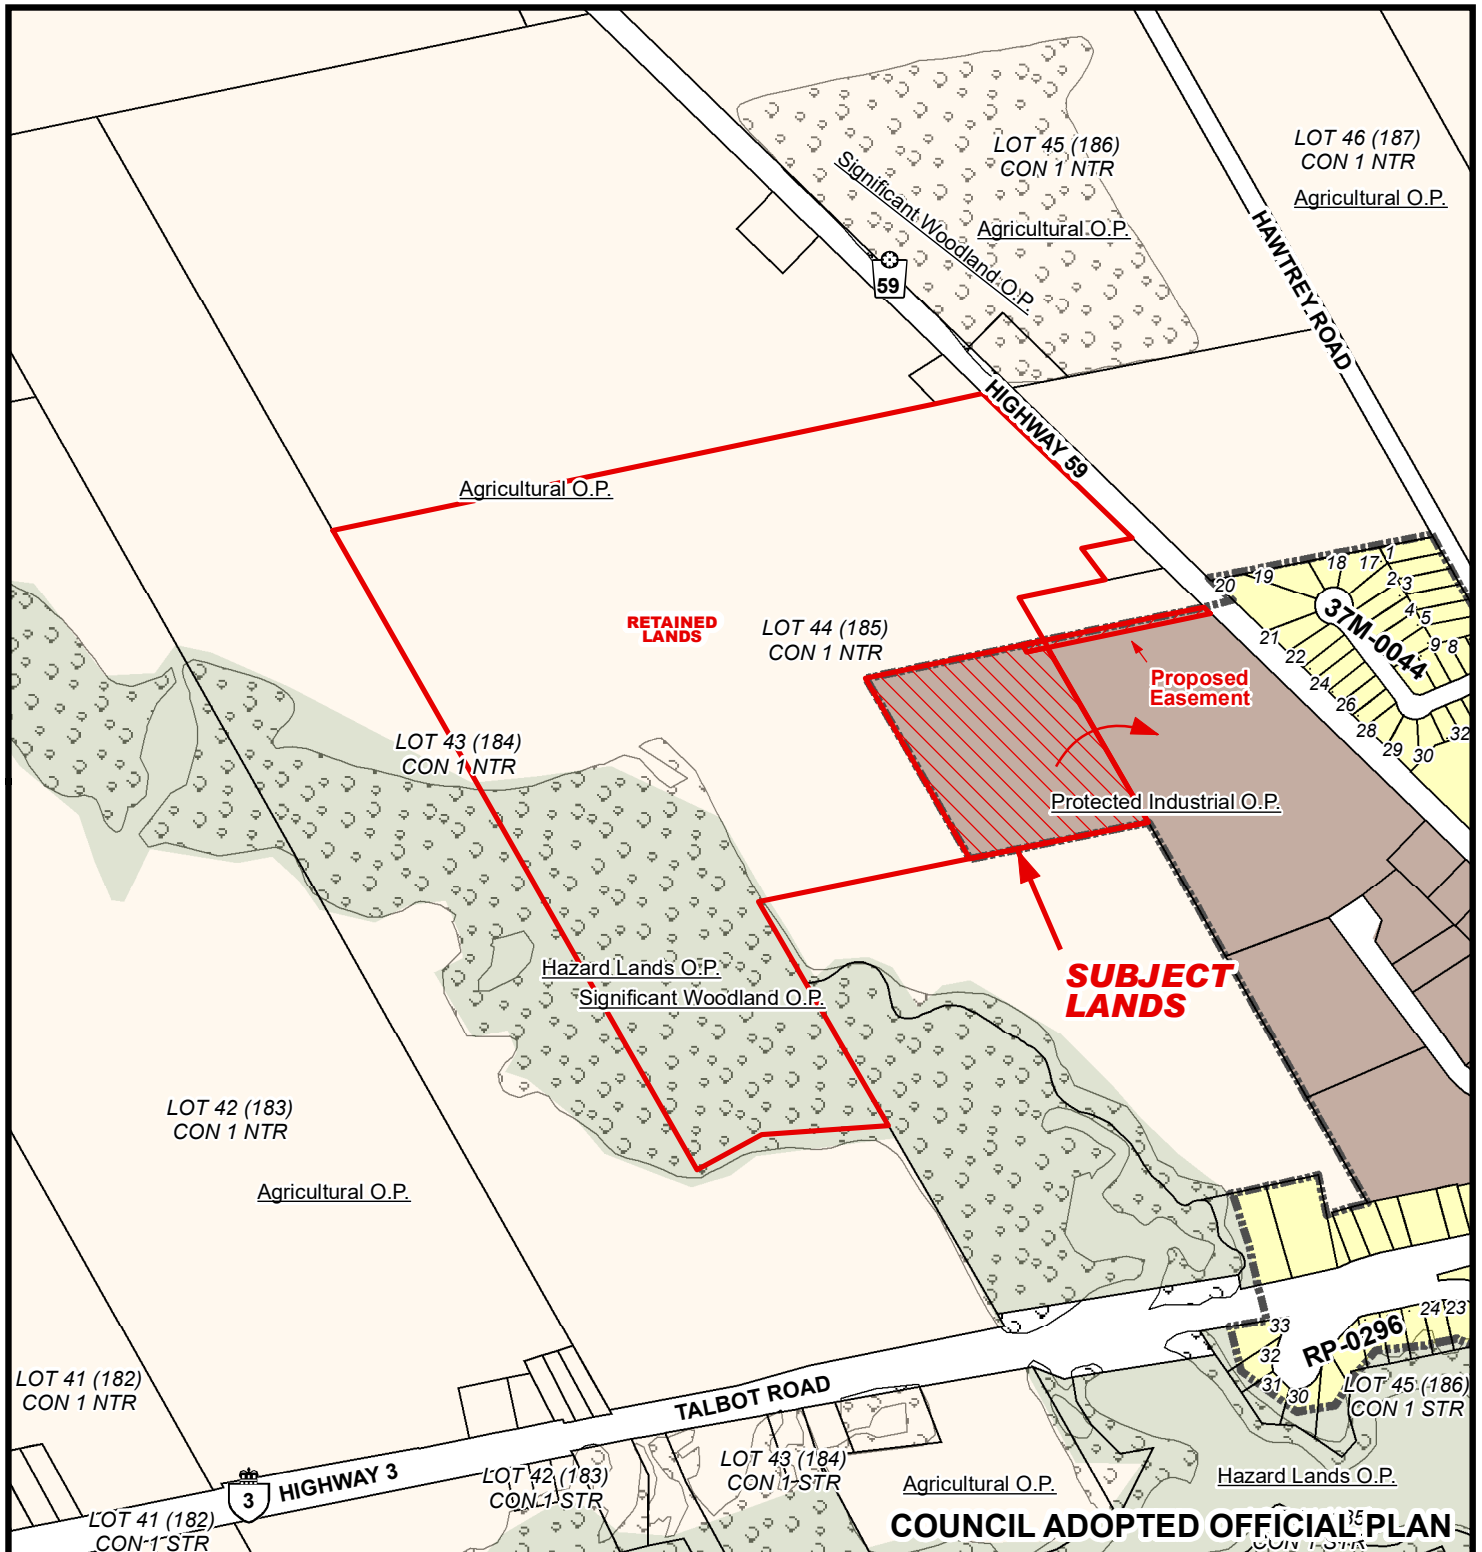 LOT 45 (186)
CON 1 NTR
Agricultural O.P.
Significant Woodland O.P.
LOT 46 (187)
CON 1 NTR
Agricultural O.P.
HAWTREY ROAD
59
HIGHWAY 59
Agricultural O.P.
RETAINED
LANDS
LOT 44 (185)
CON 1 NTR
20
19
18
17
1
2
3
4
5
9
8
37M-0044
21
22
24
26
28
29
30
32
Proposed
Easement
LOT 43 (184)
CON 1 NTR
Protected Industrial O.P.
Hazard Lands O.P.
Significant Woodland O.P.
SUBJECT
LANDS
LOT 42 (183)
CON 1 NTR
Agricultural O.P.
LOT 41 (182)
CON 1 NTR
TALBOT ROAD
33
32
31
30
RP-0296
24
23
LOT 45 (186)
CON 1 STR
3
HIGHWAY 3
LOT 42 (183)
CON 1 STR
LOT 43 (184)
CON 1 STR
Agricultural O.P.
Hazard Lands O.P.
LOT 41 (182)
CON 1 STR
COUNCIL ADOPTED OFFICIAL PLAN
CON 1 STR